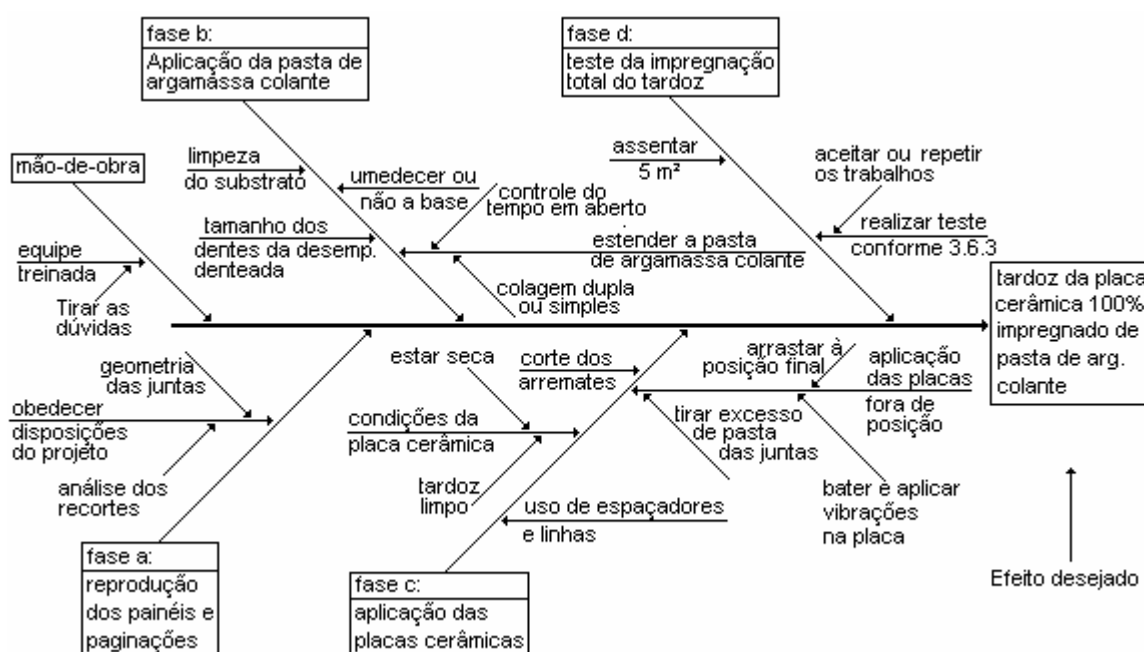 fase b:
Aplicação da pasta de
argamassa colante
fase d:
teste da impregnação
total do tardoz
mão-de-obra
limpeza
do substrato
umedecer ou
não a base
controle do
tempo em aberto
assentar
5 m²
aceitar ou repetir
os trabalhos
equipe
treinada
Tirar as
dúvidas
tamanho dos
dentes da desemp.
denteada
estender a pasta
de argamassa colante
realizar teste
conforme 3.6.3
colagem dupla
ou simples
tardoz da placa
cerâmica 100%
impregnado de
pasta de arg.
colante
geometria
das juntas
estar seca
corte dos
arremates
arrastar à
posição final
aplicação
das placas
fora de
posição
obedecer
disposições
do projeto
condições da
placa cerâmica
tirar excesso
de pasta
das juntas
análise dos
recortes
tardoz
limpo
bater e aplicar
vibrações
na placa
uso de espaçadores
e linhas
fase a:
reprodução
dos painéis e
paginações
fase c:
aplicação das
placas cerâmicas
Efeito desejado